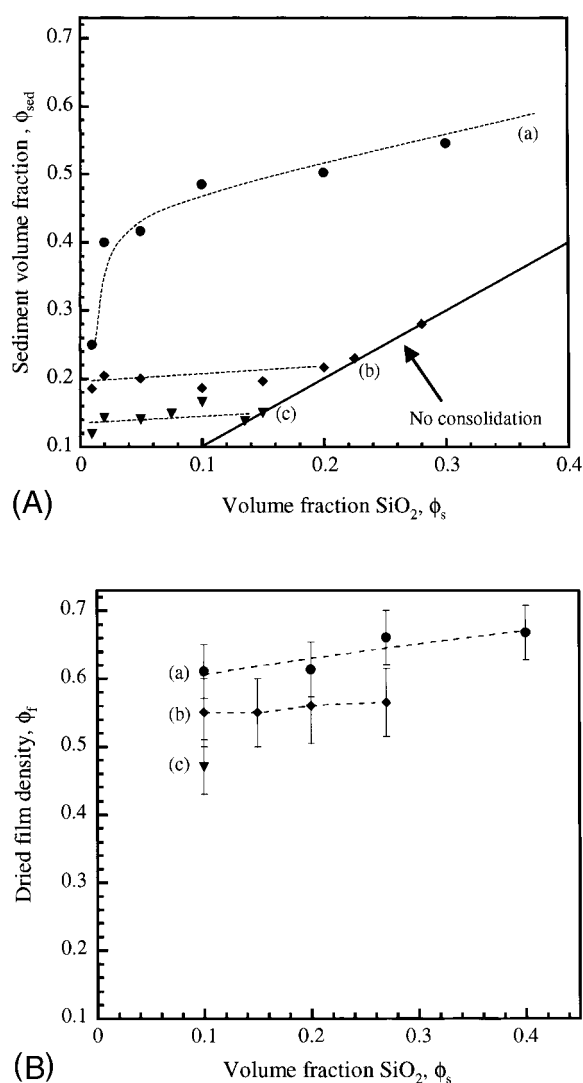 0.7
0.6
0.5
0.4
0.3
0.2
0.1
Sediment volume fraction , ϕsed
(a)
(b)
(c)
No consolidation
0 0.1 0.2 0.3 0.4
Volume fraction SiO2, ϕs
(A)
0.7
0.6
0.5
0.4
0.3
0.2
0.1
Dried film density, ϕf
(a)
(b)
(c)
0 0.1 0.2 0.3 0.4
Volume fraction SiO2, ϕs
(B)